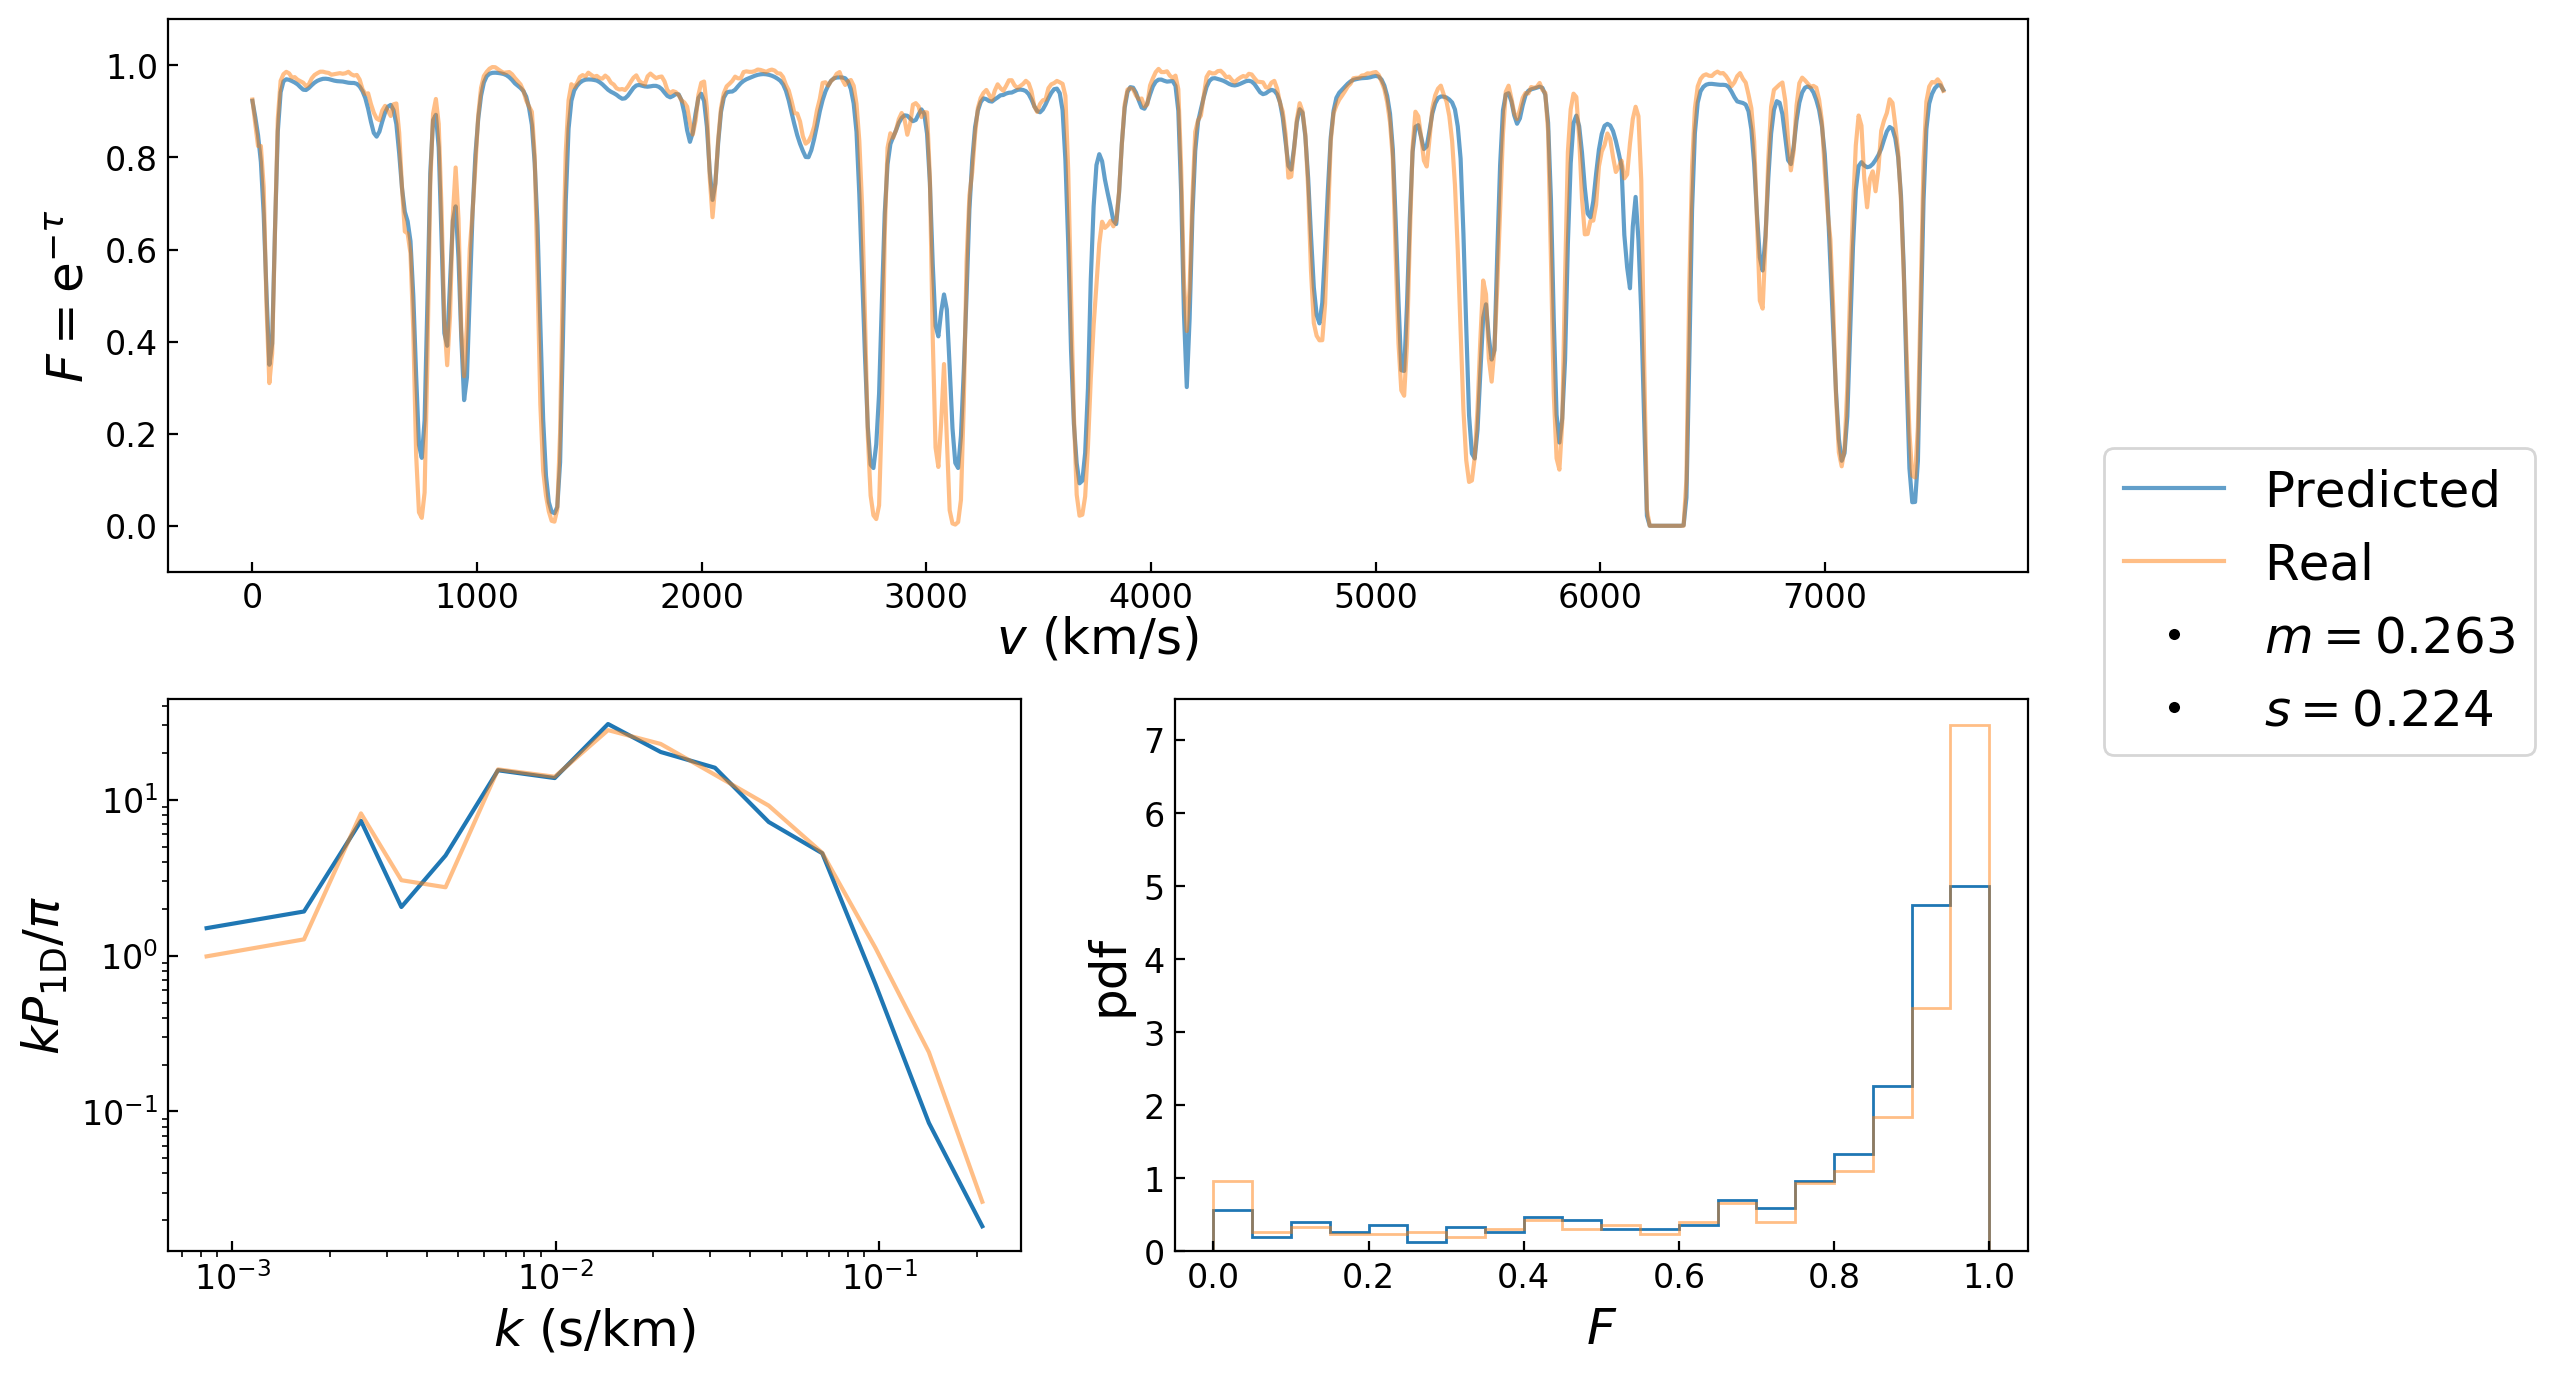 1.0
0.8
0.6
0.4
0.2
0.0
F = e^{-τ}
0 1000 2000 3000 4000 5000 6000 7000
v (km/s)
Predicted
Real
m = 0.263
s = 0.224
10^1
10^0
10^{-1}
kP_{1D}/π
10^{-3} 10^{-2} 10^{-1}
k (s/km)
7
6
5
4
3
2
1
0
pdf
0.0 0.2 0.4 0.6 0.8 1.0
F